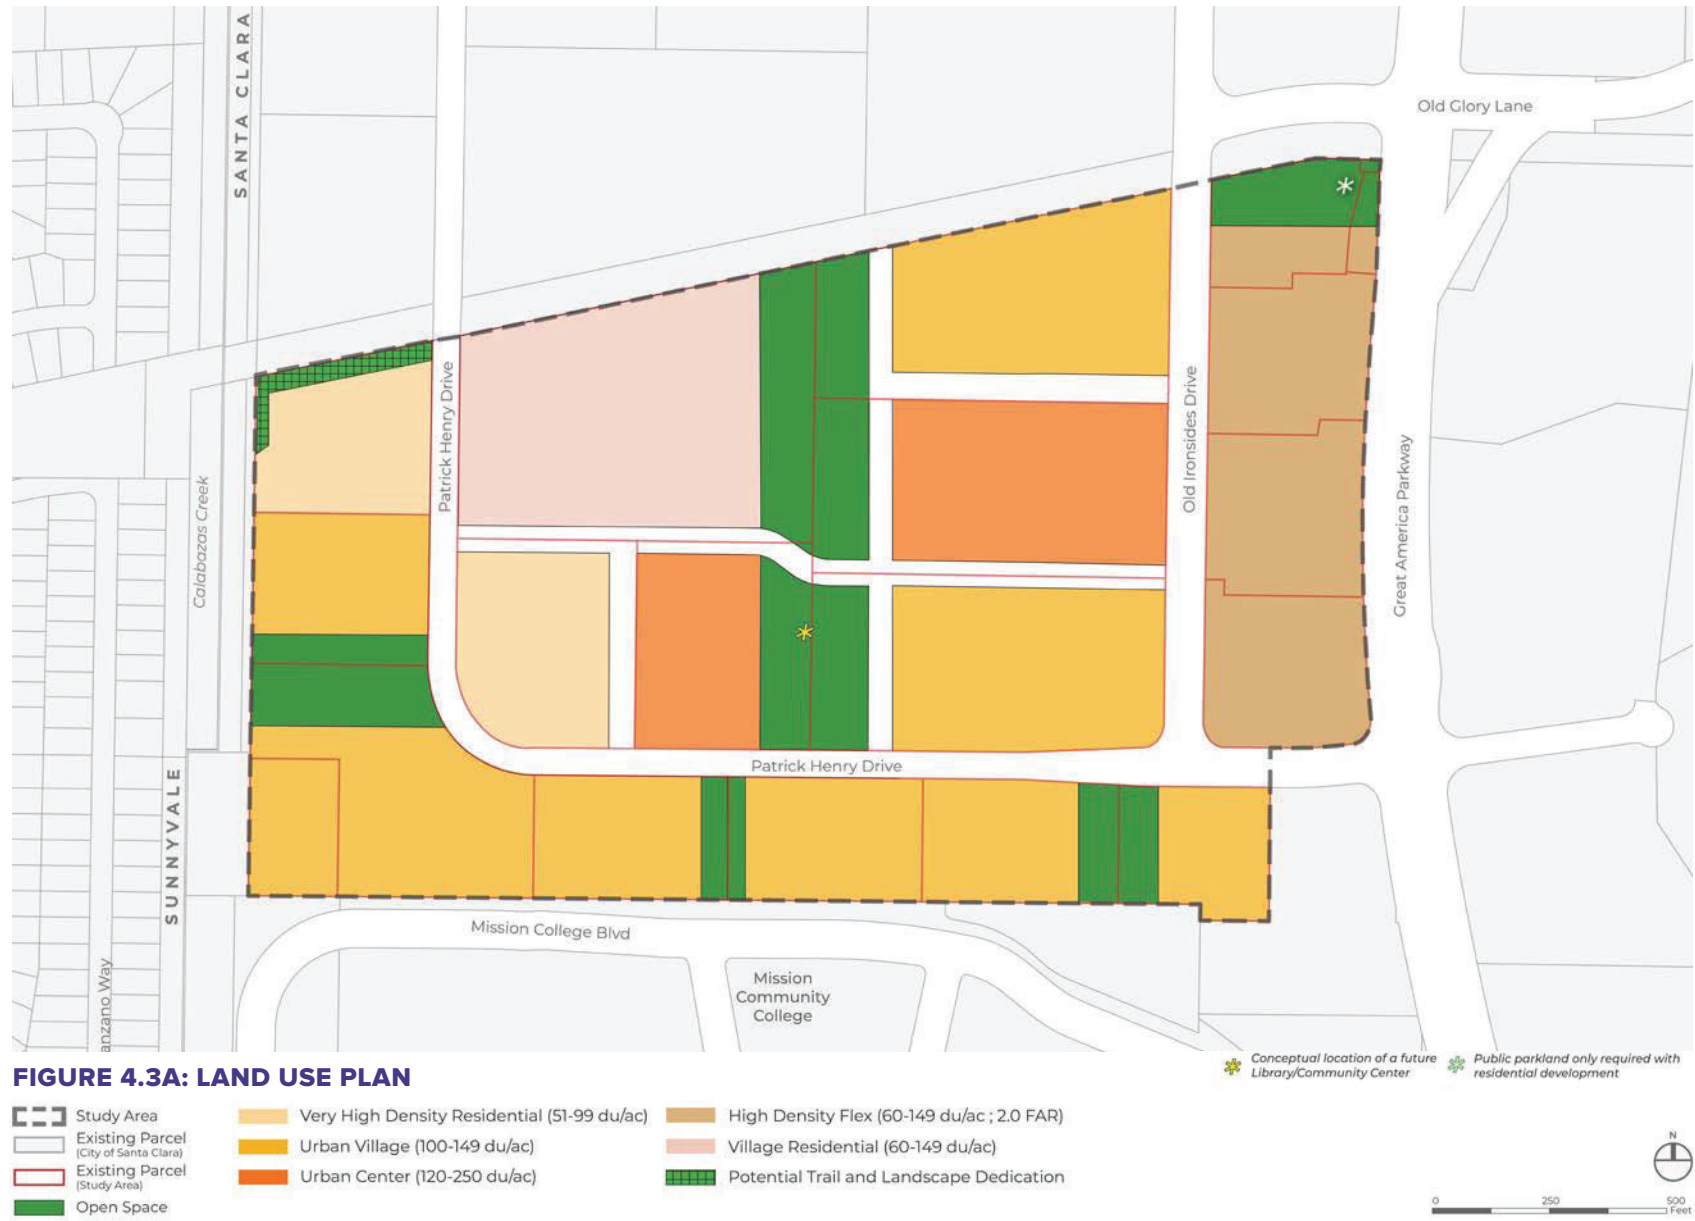 SANTA CLARA
Old Glory Lane
Patrick Henry Drive
Old Ironsides Drive
Great America Parkway
Calabazas Creek
Patrick Henry Drive
SUNNYVALE
Mission College Blvd
anzano Way
Mission
Community
College
FIGURE 4.3A: LAND USE PLAN
Conceptual location of a future
Library/Community Center
Public parkland only required with
residential development
Study Area
Existing Parcel
(City of Santa Clara)
Existing Parcel
(Study Area)
Open Space
Very High Density Residential (51-99 du/ac)
Urban Village (100-149 du/ac)
Urban Center (120-250 du/ac)
High Density Flex (60-149 du/ac ; 2.0 FAR)
Village Residential (60-149 du/ac)
Potential Trail and Landscape Dedication
N
0 250 500
Feet